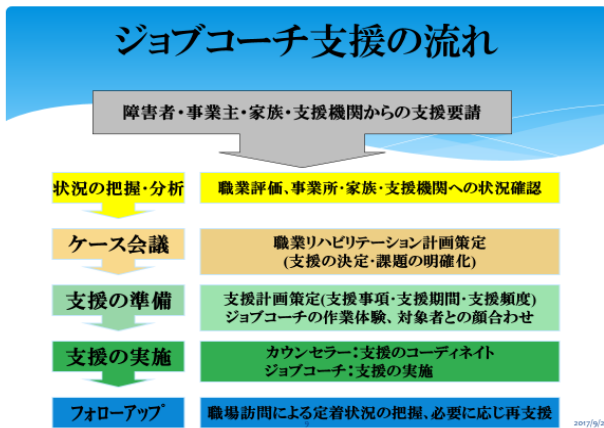 ジョブコーチ支援の流れ
障害者・事業主・家族・支援機関からの支援要請
状況の把握・分析
職業評価、事業所・家族・支援機関への状況確認
ケース会議
職業リハビリテーション計画策定
(支援の決定・課題の明確化)
支援の準備
支援計画策定(支援事項・支援期間・支援頻度)
ジョブコーチの作業体験、対象者との顔合わせ
支援の実施
カウンセラー：支援のコーディネイト
ジョブコーチ：支援の実施
フォローアップ
職場訪問による定着状況の把握、必要に応じ再支援